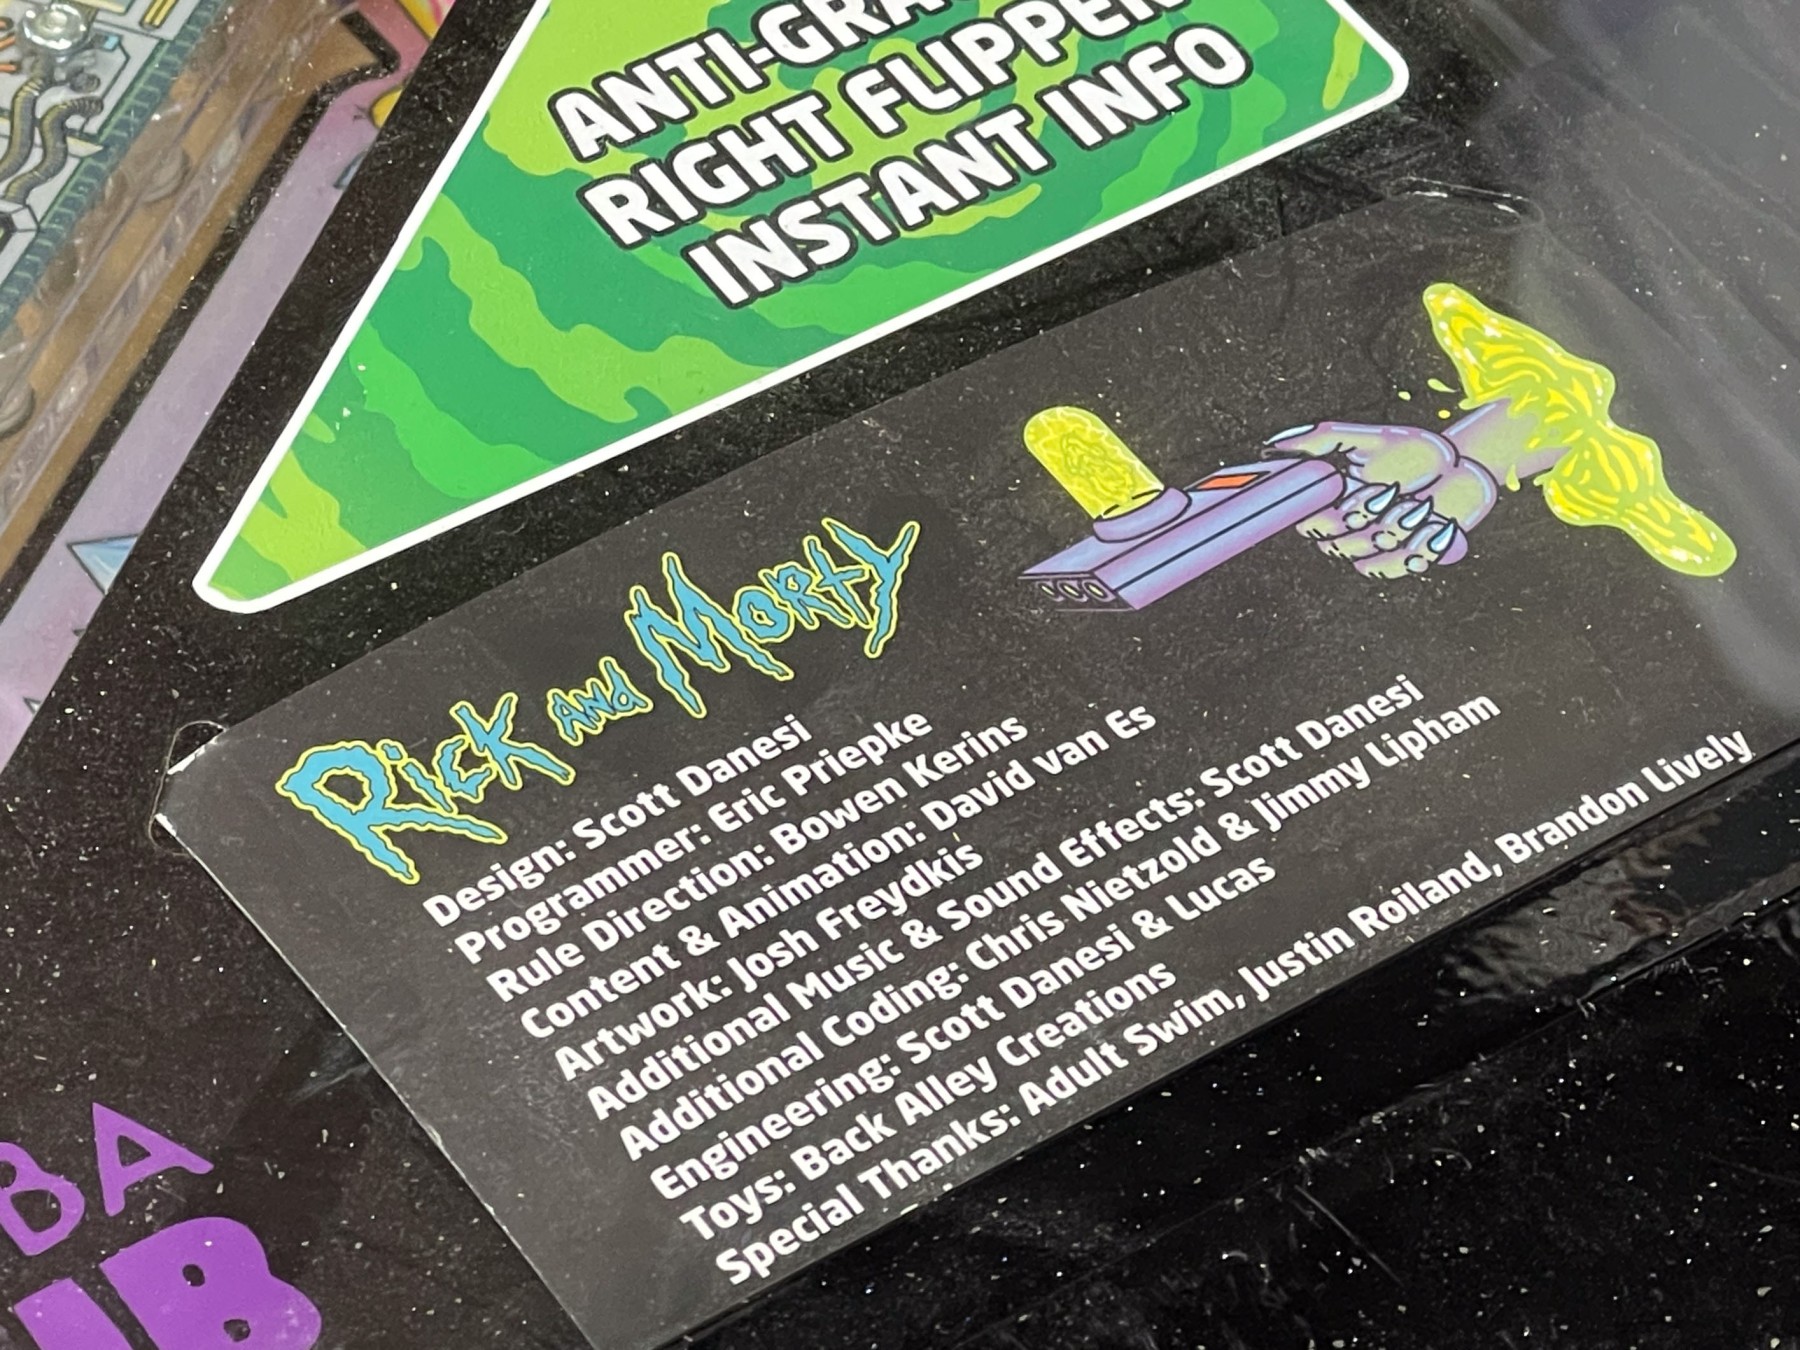 ANTI-GRA
RIGHT FLIPPER
INSTANT INFO
RICK AND MORTY
Design: Scott Danesi
Programmer: Eric Priepke
Rule Direction: Bowen Kerins
Content & Animation: David van Es
Artwork: Josh Freydkis
Additional Music & Sound Effects: Scott Danesi
Additional Coding: Chris Nietzold & Jimmy Lipham
Engineering: Scott Danesi & Lucas
Toys: Back Alley Creations
Special Thanks: Adult Swim, Justin Roiland, Brandon Lively
BA